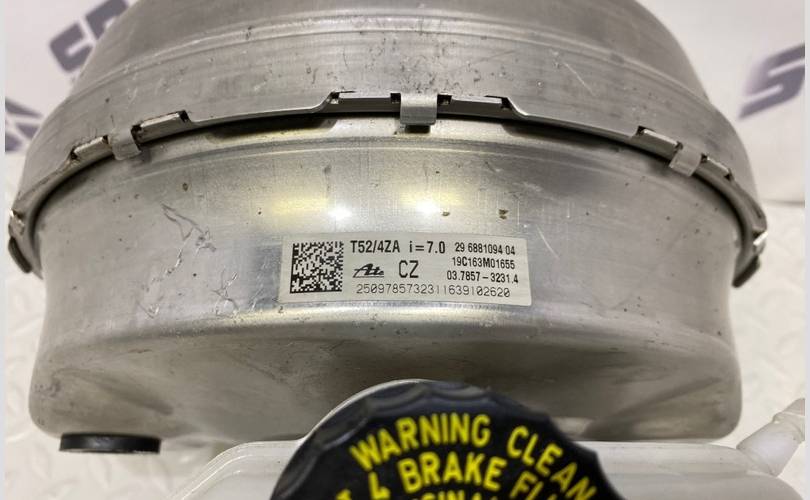 T52/4ZA i=7.0 29 6881094 04
Ate CZ 19C163M01655
03.7857-3231.4
25097857323116391026​20
WARNING CLEAN
BRAKE